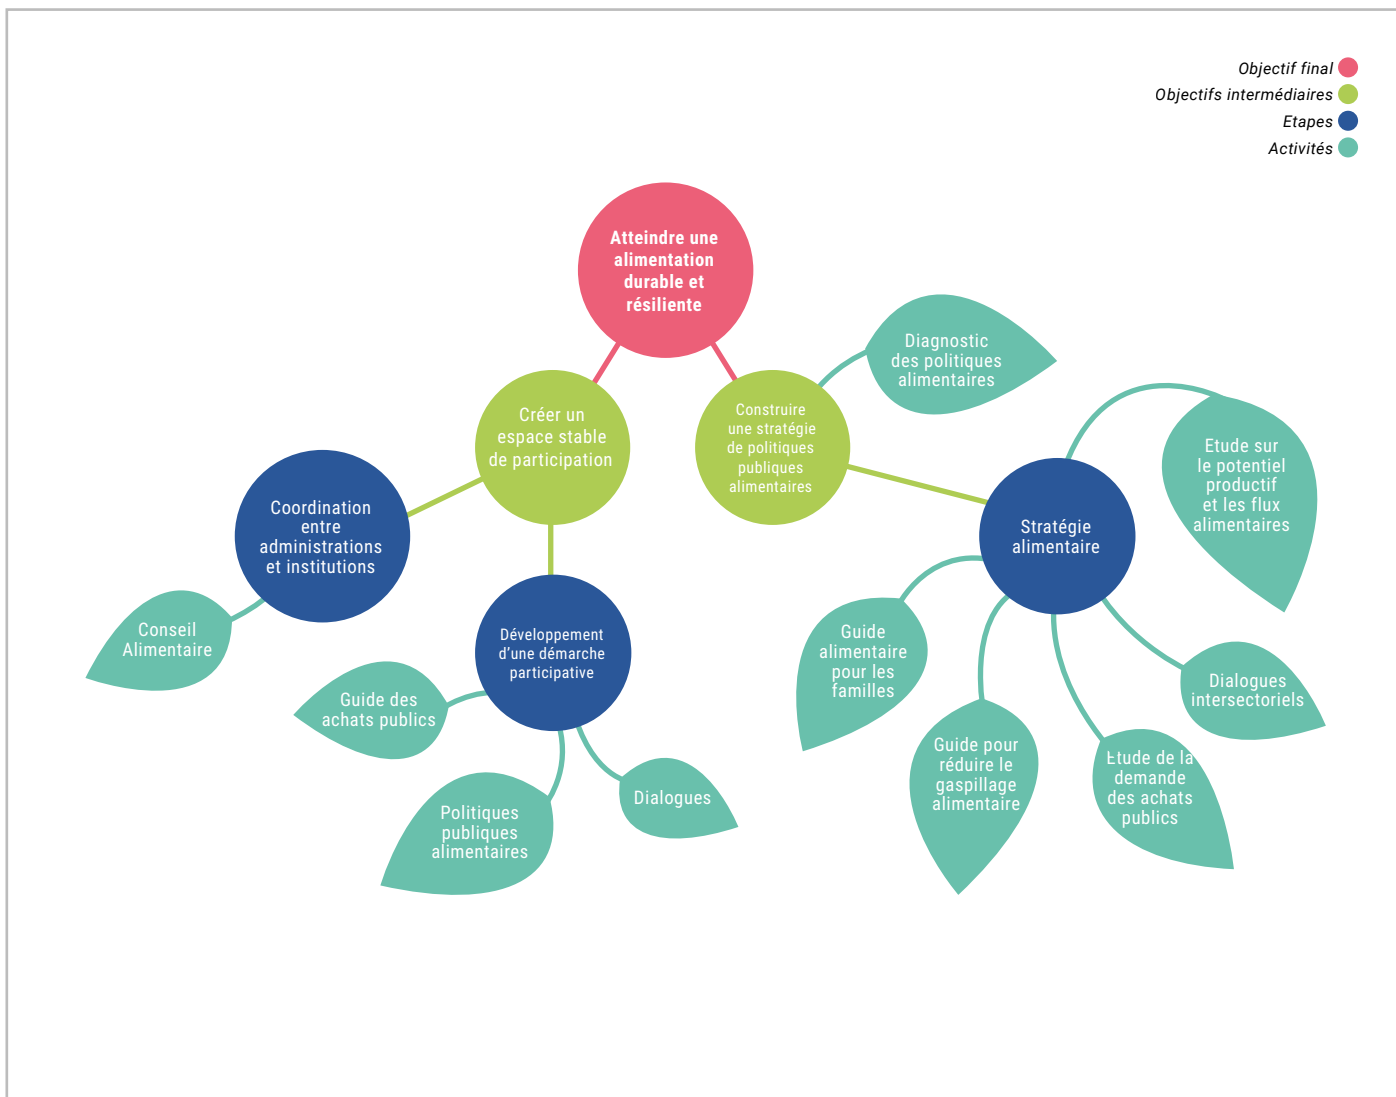 Objectif final
Objectifs intermédiaires
Etapes
Activités
Atteindre une
alimentation
durable et
résiliente
Créer un
espace stable
de participation
Construire
une stratégie
de politiques
publiques
alimentaires
Diagnostic
des politiques
alimentaires
Coordination
entre
administrations
et institutions
Conseil
Alimentaire
Développement
d'une démarche
participative
Guide des
achats publics
Politiques
publiques
alimentaires
Dialogues
Stratégie
alimentaire
Etude sur
le potentiel
productif
et les flux
alimentaires
Guide
alimentaire
pour les
familles
Guide pour
réduire le
gaspillage
alimentaire
Etude de la
demande
des achats
publics
Dialogues
intersectoriels